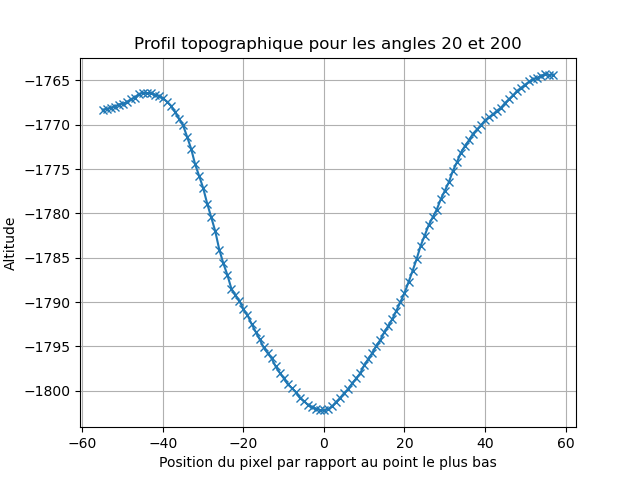 Profil topographique pour les angles 20 et 200
−1765
−1770
−1775
−1780
−1785
−1790
−1795
−1800
Altitude
−60 −40 −20 0 20 40 60
Position du pixel par rapport au point le plus bas